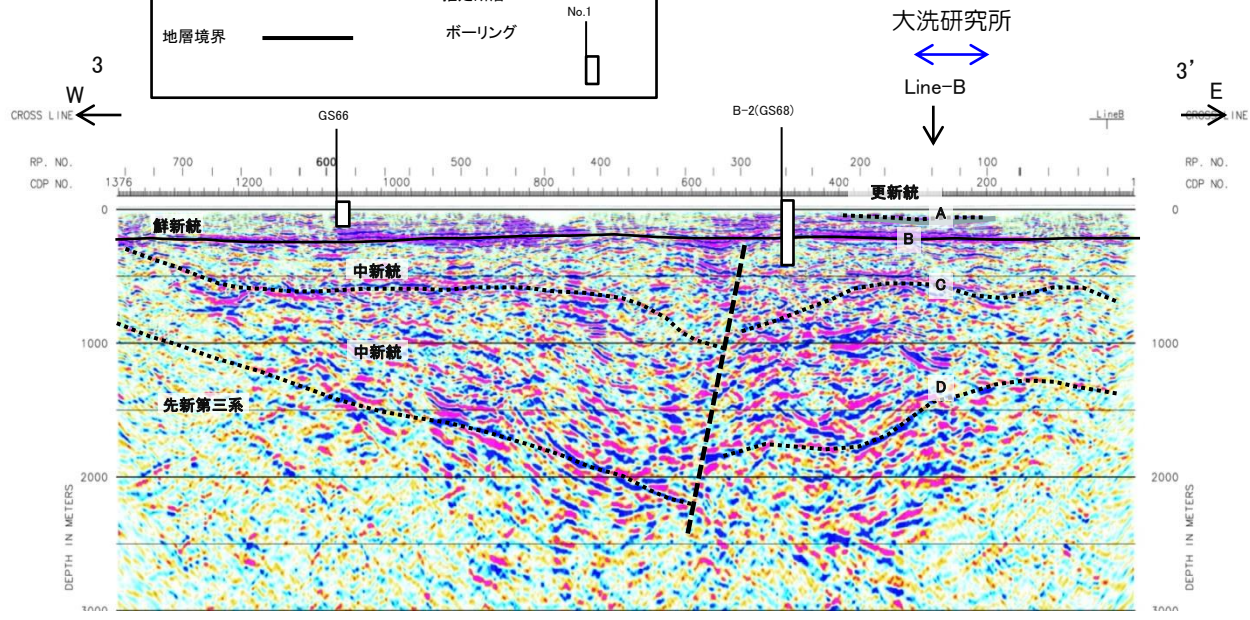 No.1
地層境界
ボーリング
大洗研究所
3
W
CROSS LINE
GS66
B-2(GS68)
Line-B
LineB
3’
E
CROSS LINE
RP. NO. 700 600 500 400 300 200 100 RP. NO.
CDP NO. 1376 1200 1000 800 600 400 200 1 CDP NO.
更新統
0 A 0
鮮新統
B
中新統
C
1000 1000
中新統
D
先新第三系
2000 2000
DEPTH IN METERS
DEPTH IN METERS
3000 3000